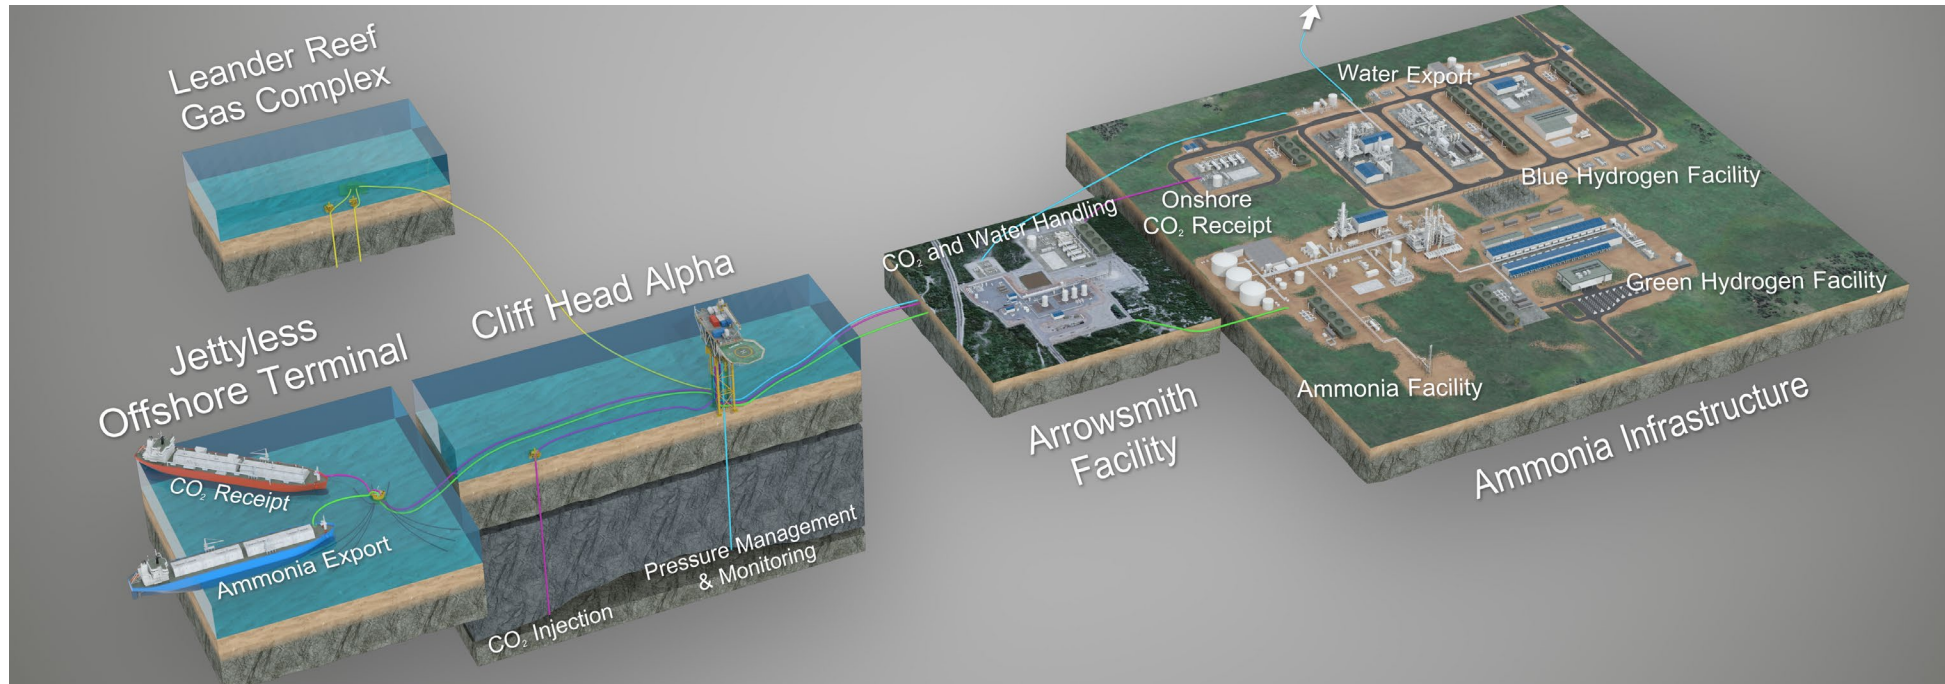 Leander Reef
Gas Complex
Jettyless
Offshore Terminal
CO₂ Receipt
Ammonia Export
Cliff Head Alpha
Pressure Management
& Monitoring
CO₂ Injection
CO₂ and Water Handling
Arrowsmith
Facility
Water Export
Onshore
CO₂ Receipt
Blue Hydrogen Facility
Green Hydrogen Facility
Ammonia Facility
Ammonia Infrastructure